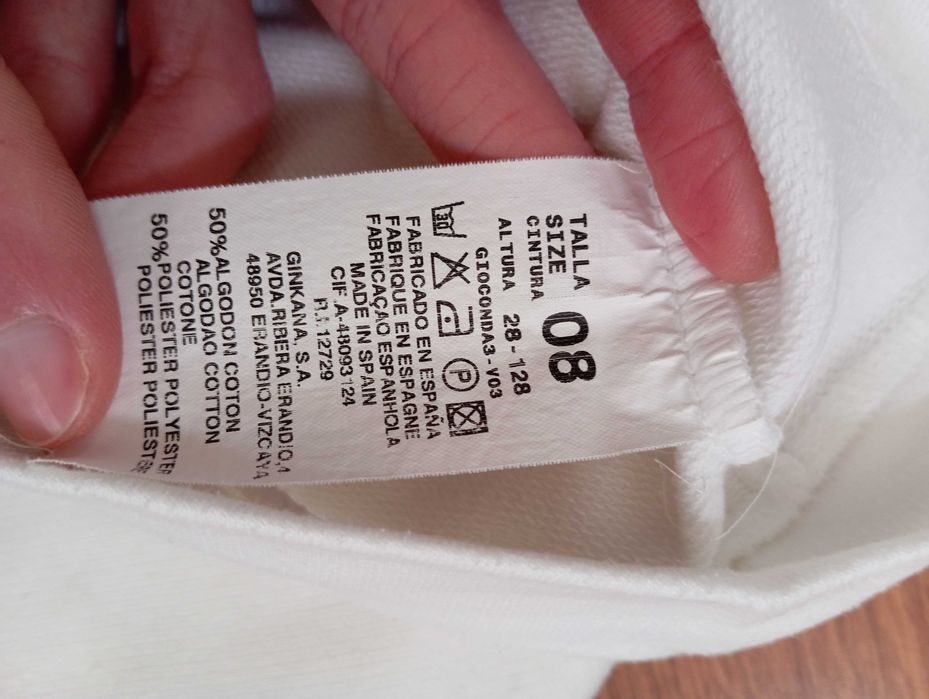 TALLA
SIZE 08
CINTURA
ALTURA 28-128
GIOCONDA3-V03
30 P
FABRICADO EN ESPAÑA
FABRIQUE EN ESPAGNE
FABRICAÇAO ESPANHOLA
MADE IN SPAIN
CIF.A-48093124
12729
GINKANA, S.A.
AVDA.RIBERA ERANDIO,4
48950 ERANDIO-VIZCAYA
50%ALGODON COTON
ALGODAO COTTON
COTONE
50%POLIESTER POLYESTER
POLIESTER